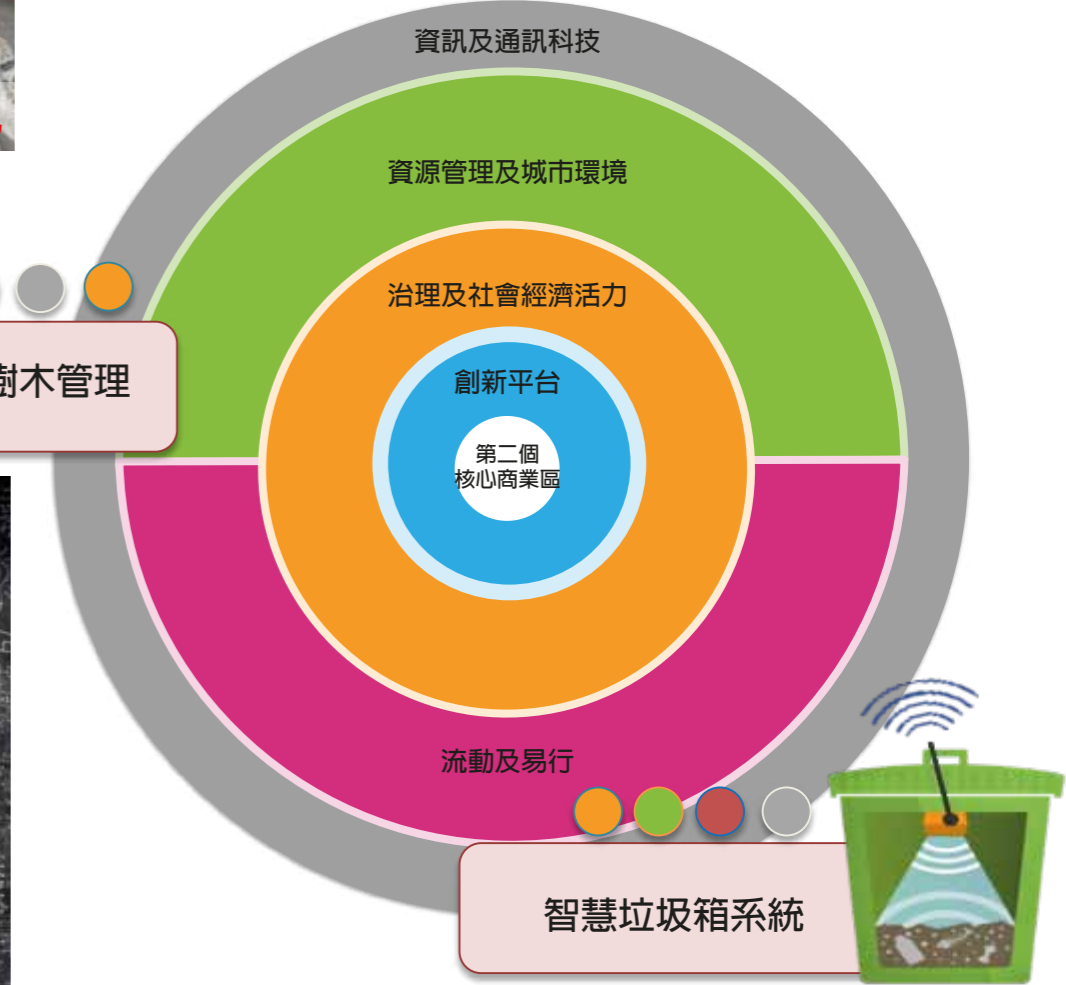 資訊及通訊科技
資源管理及城市環境
治理及社會經濟活力
創新平台
樹木管理
第二個
核心商業區
流動及易行
智慧垃圾箱系統